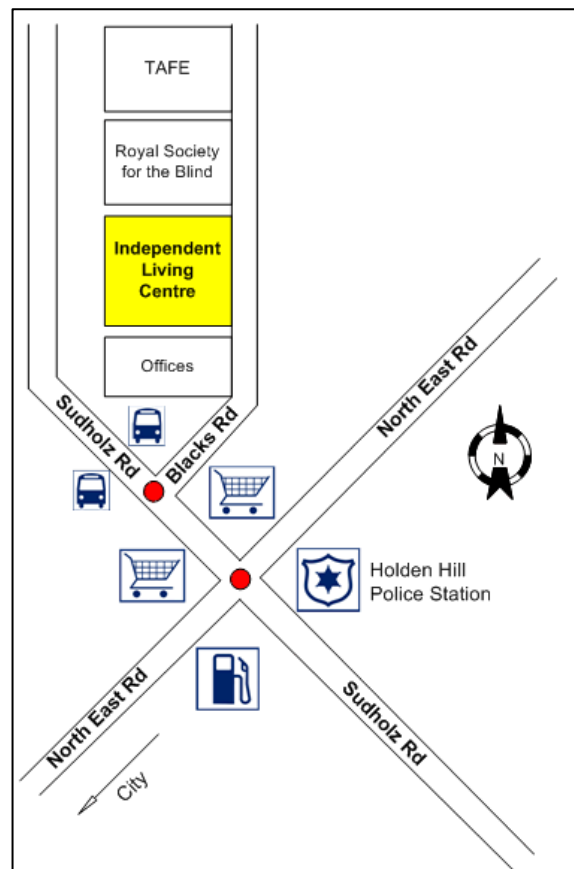 TAFE
Royal Society
for the Blind
Independent
Living
Centre
Offices
Sudholz Rd
Blacks Rd
North East Rd
N
Holden Hill
Police Station
North East Rd
Sudholz Rd
City